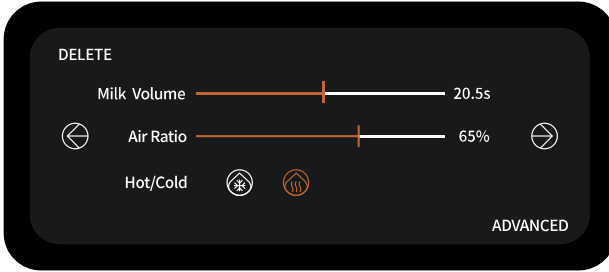 DELETE
Milk Volume 20.5s
Air Ratio 65%
Hot/Cold
ADVANCED